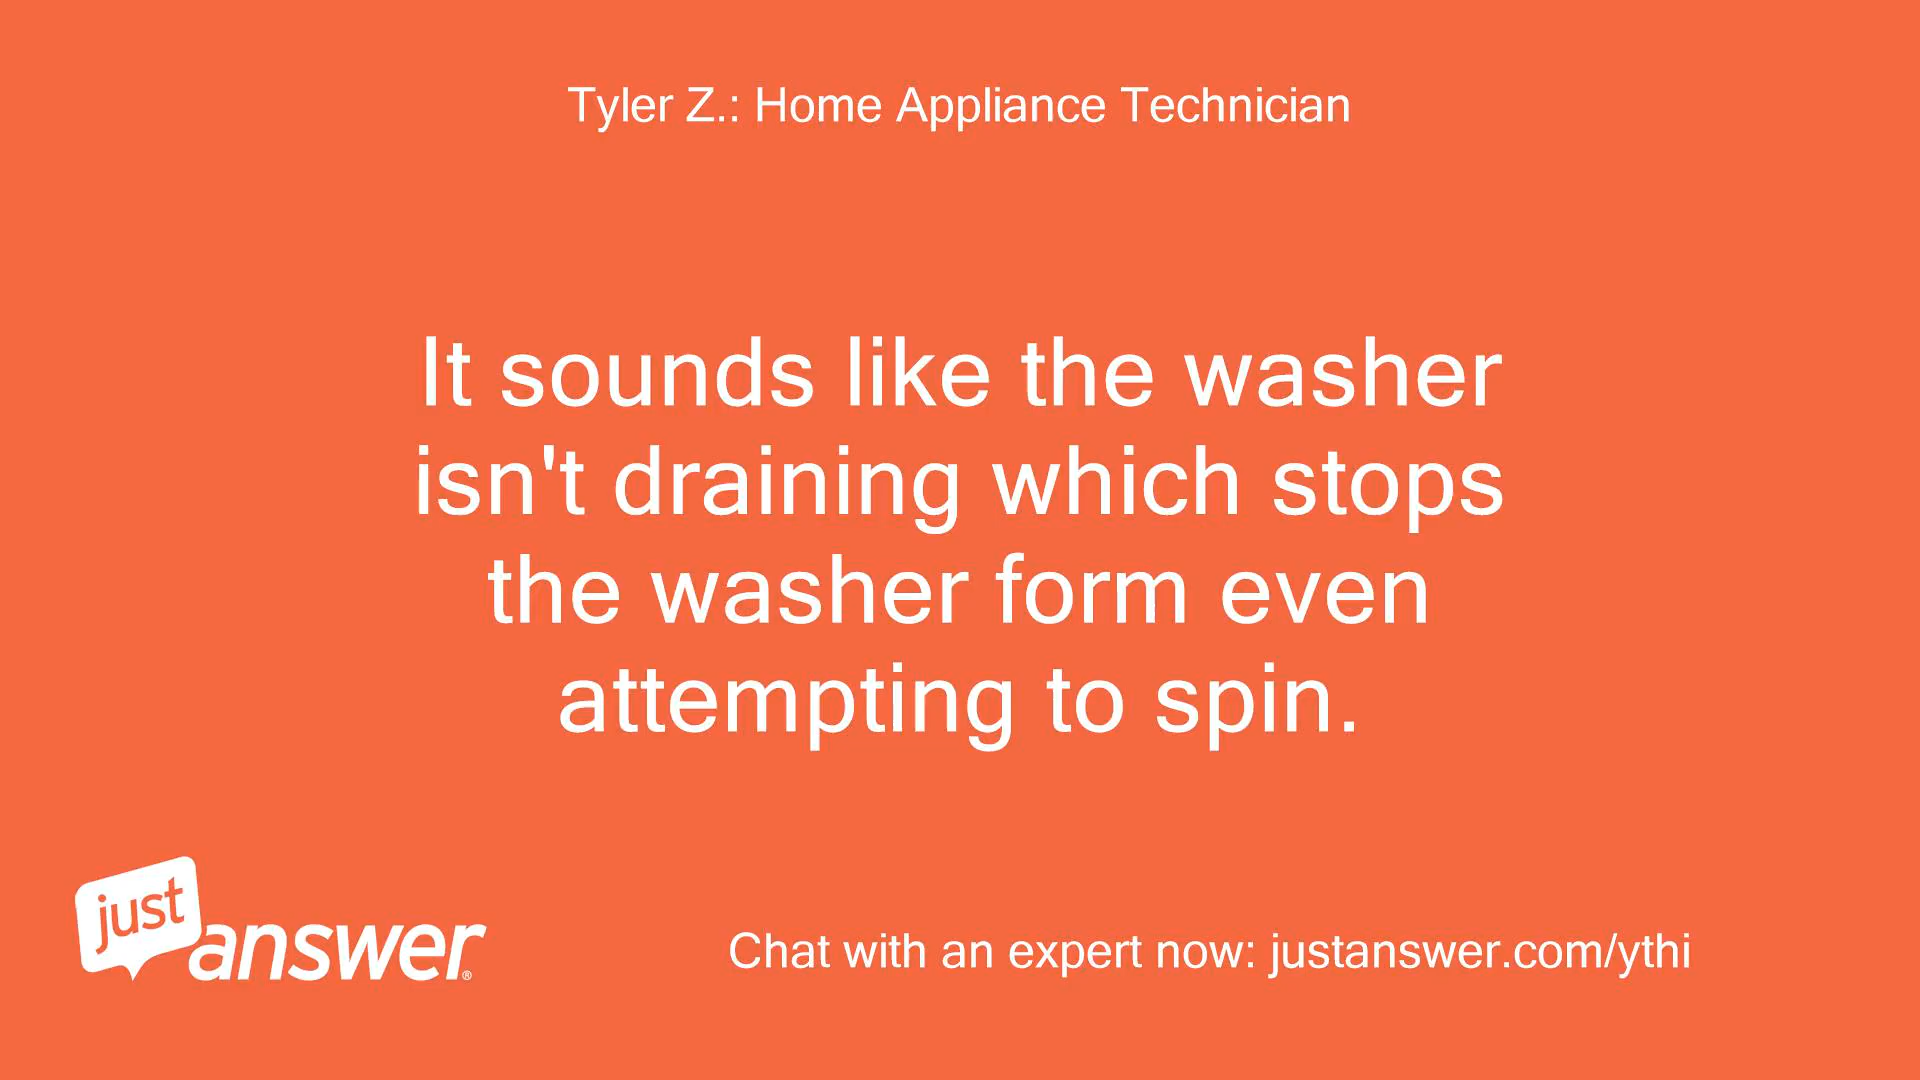 Tyler Z.: Home Appliance Technician
It sounds like the washer
isn't draining which stops
the washer form even
attempting to spin.
just
answer®
Chat with an expert now: justanswer.com/ythi